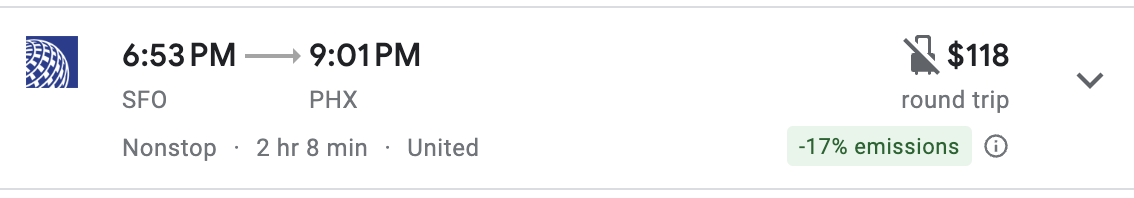 6:53 PM 9:01 PM $118
SFO PHX round trip
Nonstop · 2 hr 8 min · United -17% emissions